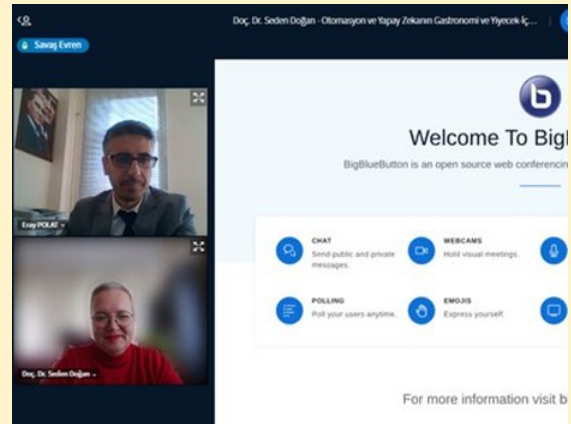 Doç. Dr. Seden Doğan - Otomasyon ve Yapay Zekanın Gastronomi ve Yiyecek-İç...
Savaş Evren
Eray POLAT
Doç. Dr. Seden Doğan
b
Welcome To Big
BigBlueButton is an open source web conferencin
CHAT
Send public and private
messages.
WEBCAMS
Hold visual meetings.
POLLING
Poll your users anytime.
EMOJIS
Express yourself.
For more information visit b